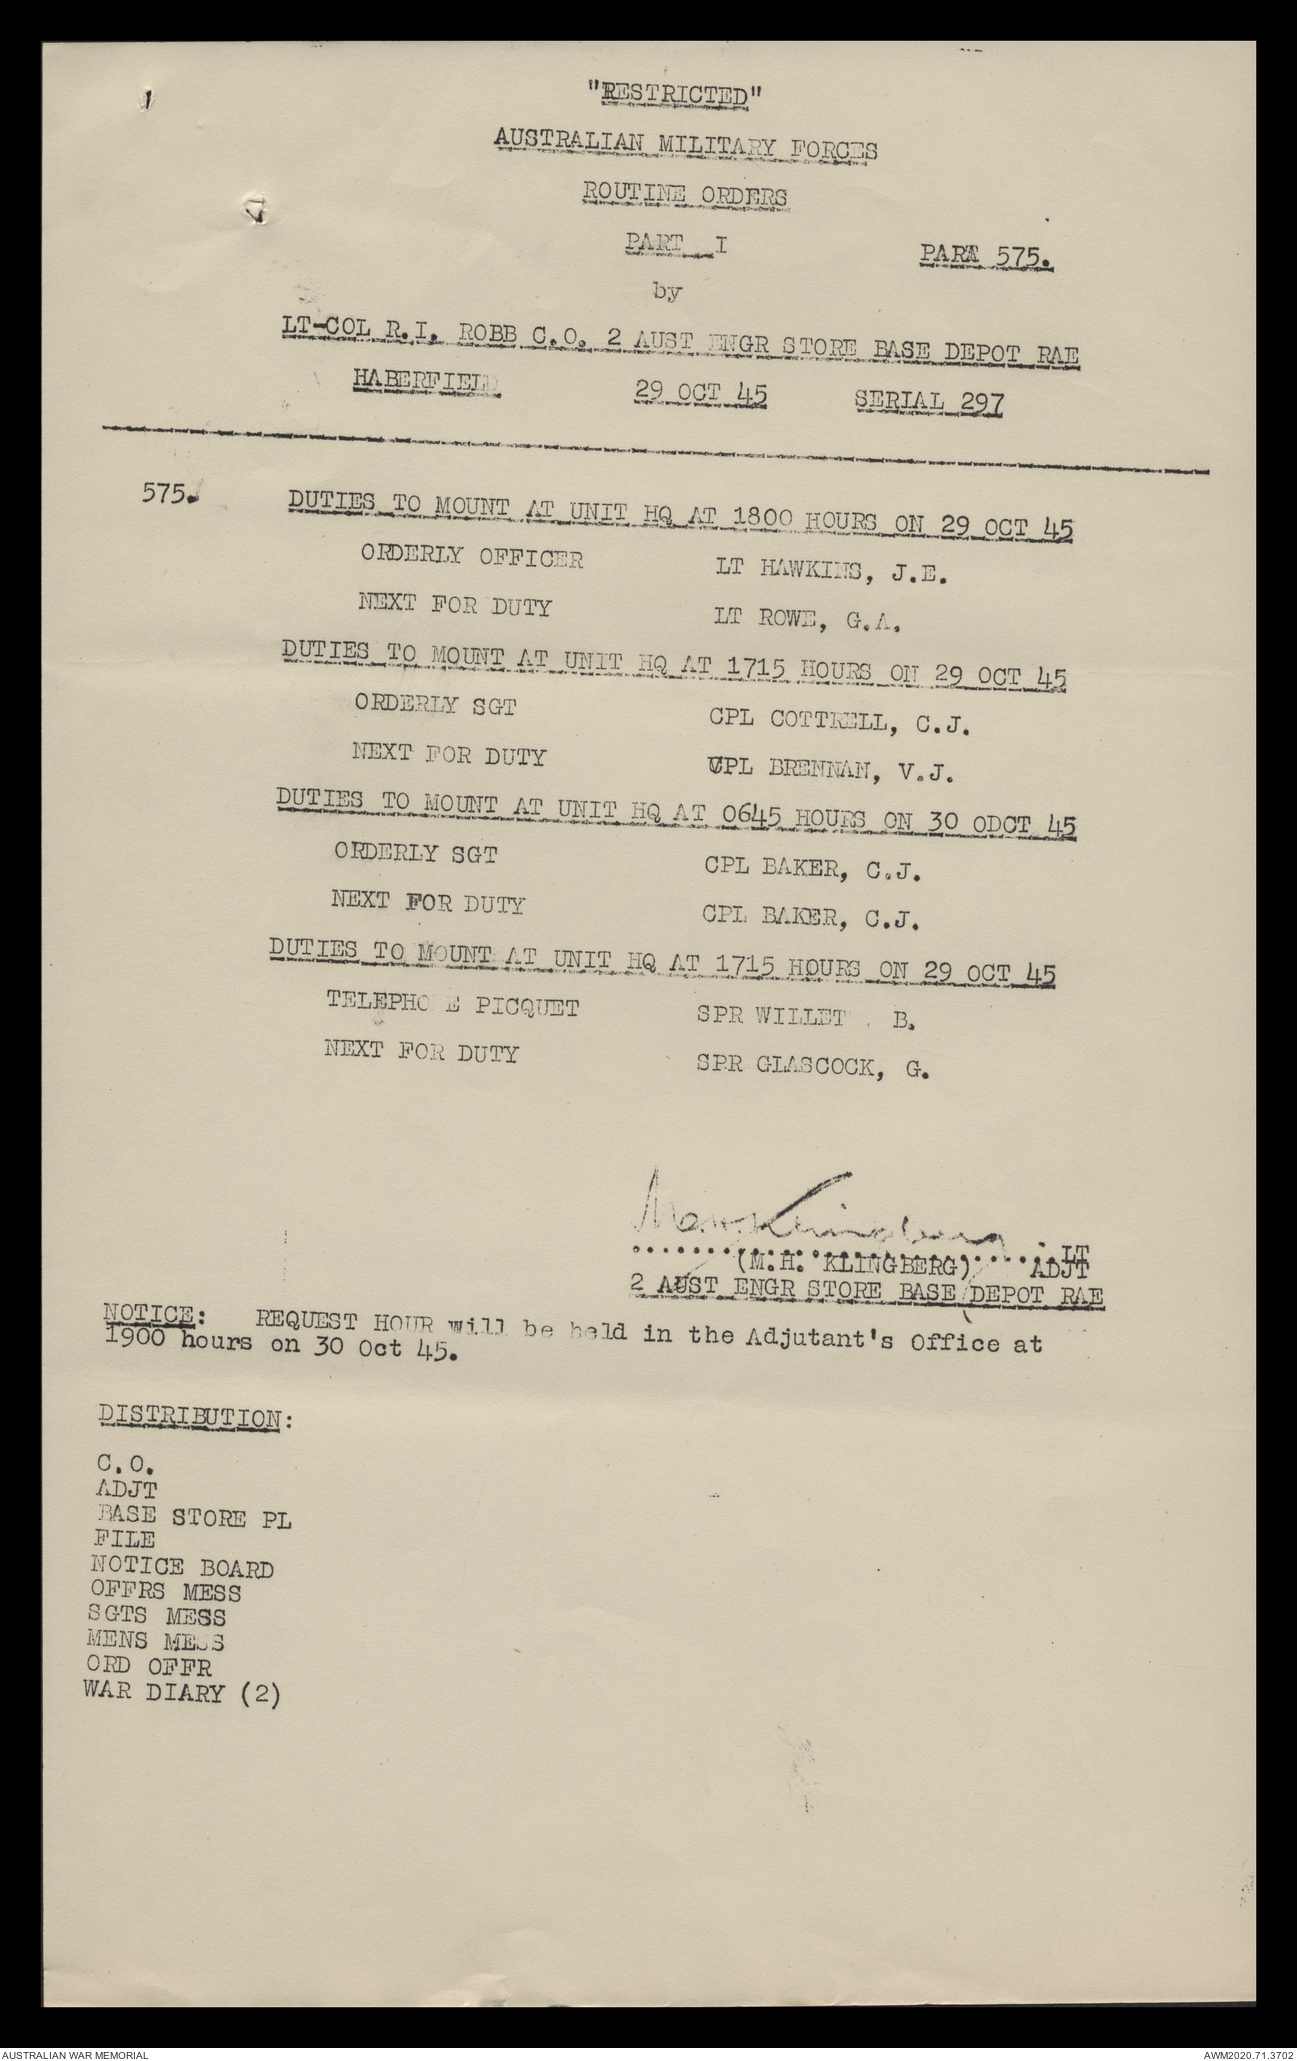 "RESTRICTED"
AUSTRALIAN MILITARY FORCES
ROUTINE ORDERS
PART I PARA 575.
by
LT-COL R.I. ROBB C.O. 2 AUST ENGR STORE BASE DEPOT RAE
HABERFIELD 29 OCT 45 SERIAL 297
575. DUTIES TO MOUNT AT UNIT HQ AT 1800 HOURS ON 29 OCT 45
ORDERLY OFFICER LT HAWKINS, J.E.
NEXT FOR DUTY LT ROWE, G.A.
DUTIES TO MOUNT AT UNIT HQ AT 1715 HOURS ON 29 OCT 45
ORDERLY SGT CPL COTTRELL, C.J.
NEXT FOR DUTY CPL BRENNAN, V.J.
DUTIES TO MOUNT AT UNIT HQ AT 0645 HOURS ON 30 ODCT 45
ORDERLY SGT CPL BAKER, C.J.
NEXT FOR DUTY CPL BAKER, C.J.
DUTIES TO MOUNT AT UNIT HQ AT 1715 HOURS ON 29 OCT 45
TELEPHONE PICQUET SPR WILLET, B.
NEXT FOR DUTY SPR GLASCOCK, G.
Klingberg
..............................LT
(M.H. KLINGBERG) ADJT
2 AUST ENGR STORE BASE DEPOT RAE
NOTICE: REQUEST HOUR will be held in the Adjutant's Office at
1900 hours on 30 Oct 45.
DISTRIBUTION:
C.O.
ADJT
BASE STORE PL
FILE
NOTICE BOARD
OFFRS MESS
SGTS MESS
MENS MESS
ORD OFFR
WAR DIARY (2)
AUSTRALIAN WAR MEMORIAL AWM2020.71.3702